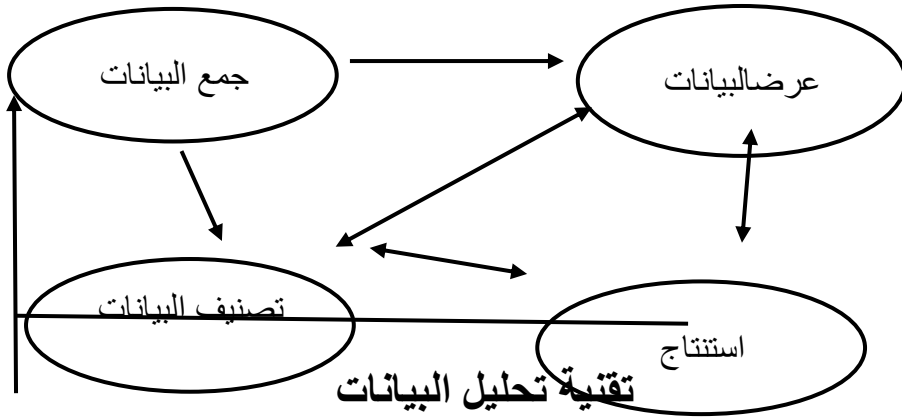 جمع البيانات
عرضالبيانات
تصنيف البيانات
استنتاج
تقنية تحليل البيانات